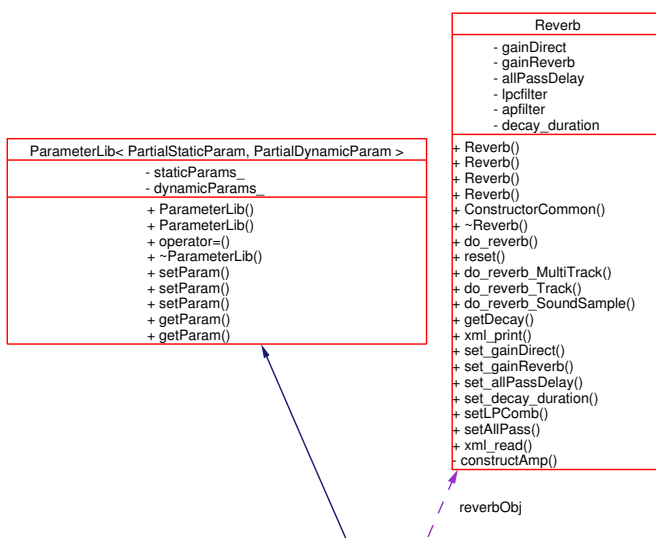 Reverb
- gainDirect
- gainReverb
- allPassDelay
- lpcfilter
- apfilter
- decay_duration
+ Reverb()
+ Reverb()
+ Reverb()
+ Reverb()
+ ConstructorCommon()
+ ~Reverb()
+ do_reverb()
+ reset()
+ do_reverb_MultiTrack()
+ do_reverb_Track()
+ do_reverb_SoundSample()
+ getDecay()
+ xml_print()
+ set_gainDirect()
+ set_gainReverb()
+ set_allPassDelay()
+ set_decay_duration()
+ setLPComb()
+ setAllPass()
+ xml_read()
- constructAmp()
ParameterLib< PartialStaticParam, PartialDynamicParam >
- staticParams_
- dynamicParams_
+ ParameterLib()
+ ParameterLib()
+ operator=()
+ ~ParameterLib()
+ setParam()
+ setParam()
+ setParam()
+ getParam()
+ getParam()
reverbObj